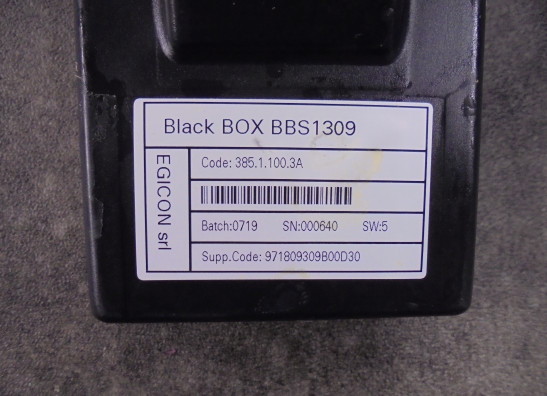 Black BOX BBS1309
EGICON srl
Code: 385.1.100.3A
Batch:0719 SN:000640 SW:5
Supp.Code: 971809309B00D30